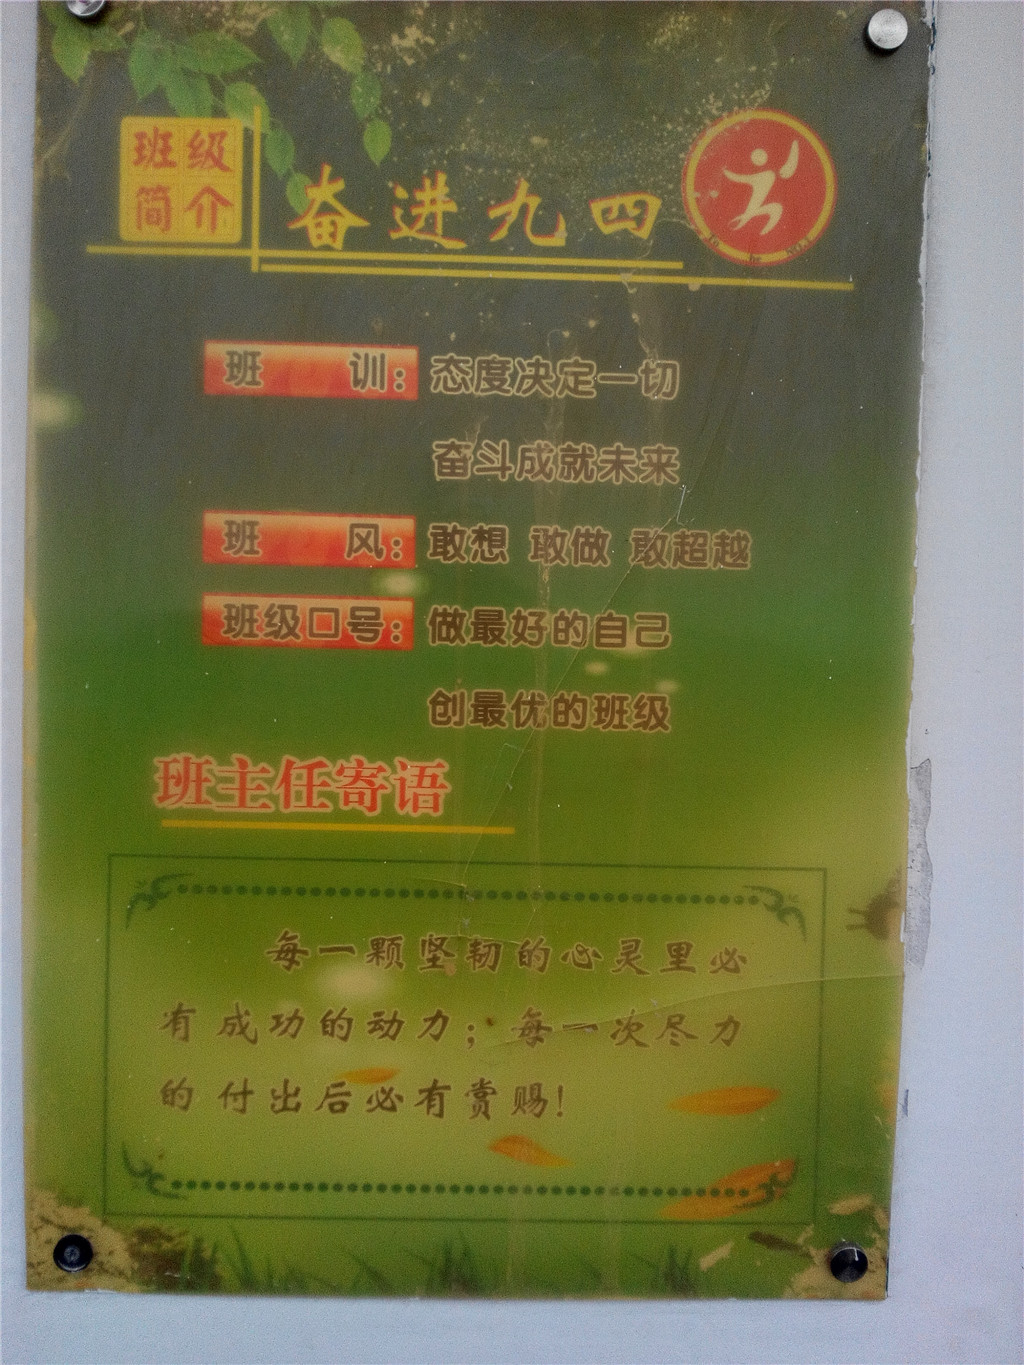 班级
简介
奋进九四
To be NO.1
班 训：态度决定一切
奋斗成就未来
班 风：敢想 敢做 敢超越
班级口号：做最好的自己
创最优的班级
班主任寄语
每一颗坚韧的心灵里必
有成功的动力；每一次尽力
的付出后必有赏赐！